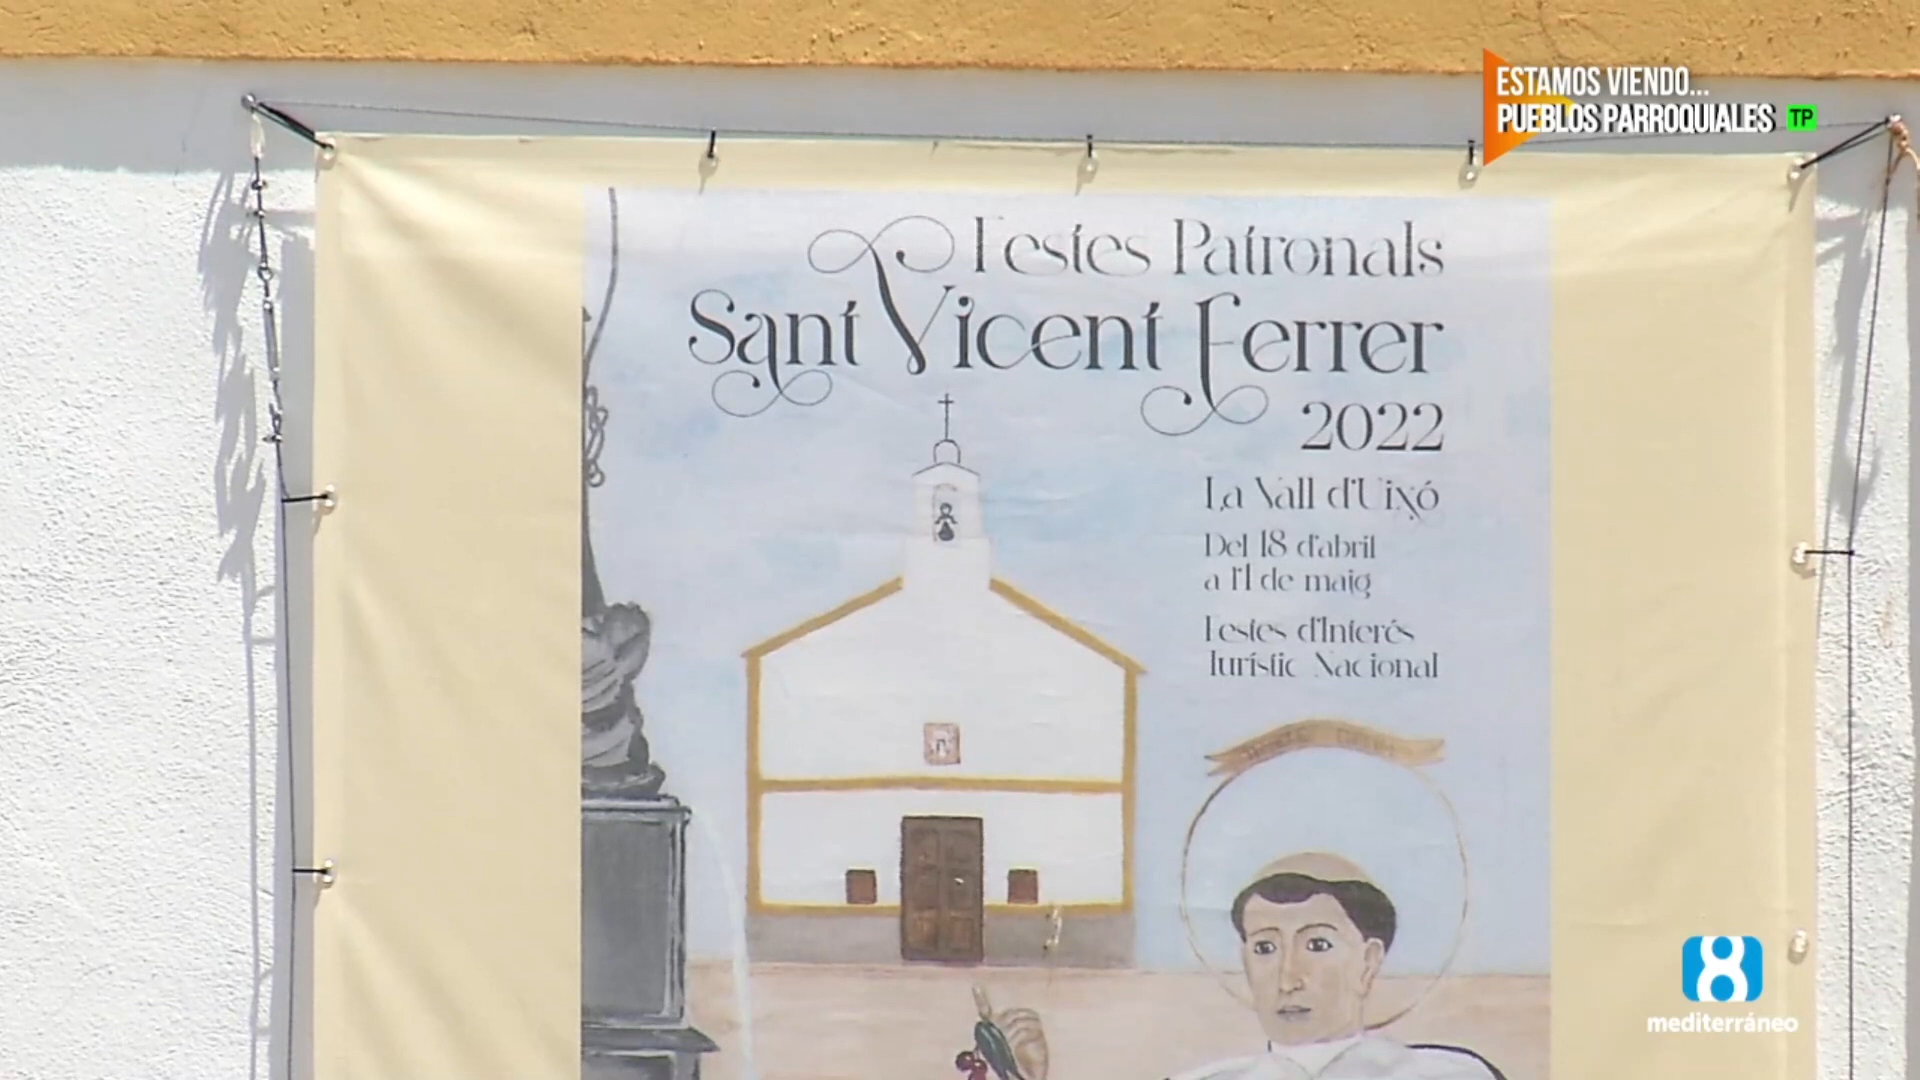 ESTAMOS VIENDO...
PUEBLOS PARROQUIALES TP
Festes Patronals
Sant Vicent Ferrer
2022
La Vall d'Uixó
Del 18 d'abril
a l'1 de maig
Festes d'Interés
Turístic Nacional
8
mediterráneo